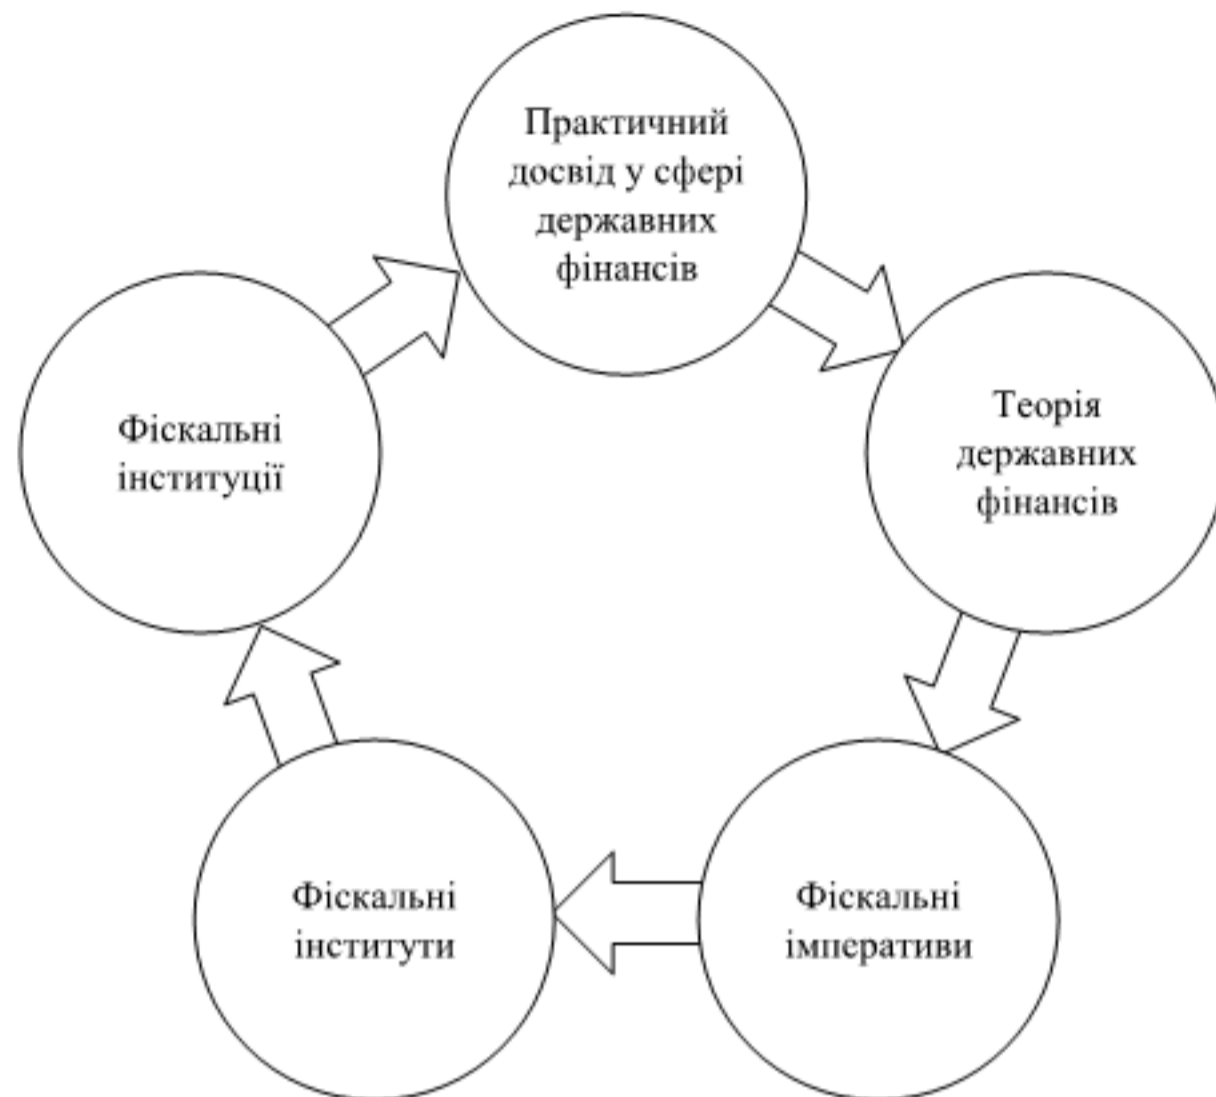 Практичний
досвід у сфері
державних
фінансів
Теорія
державних
фінансів
Фіскальні
імперативи
Фіскальні
інститути
Фіскальні
інституції